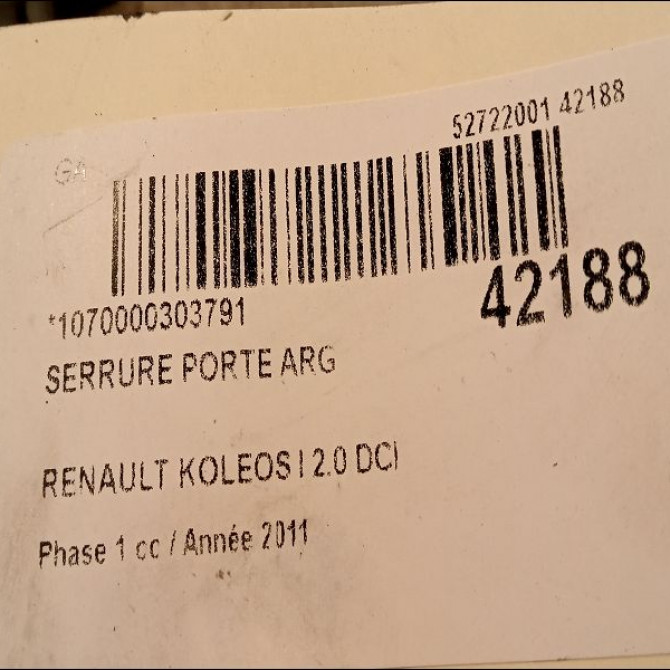 52722001 42188
GA
*1070000303791
42188
SERRURE PORTE ARG
RENAULT KOLEOS I 2.0 DCI
Phase 1 cc / Année 2011